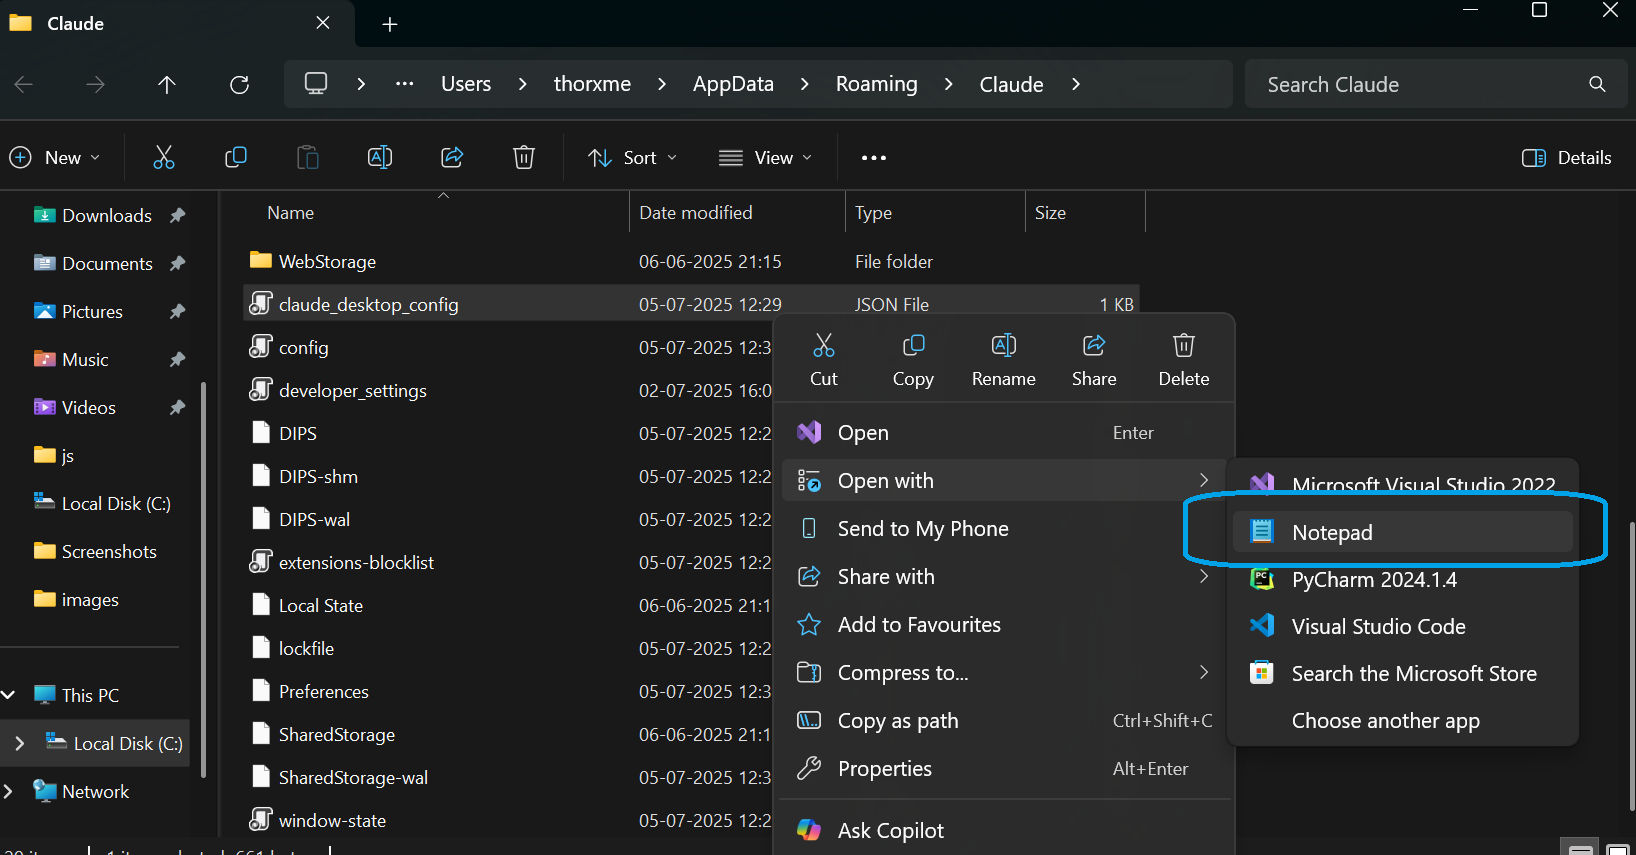 Claude
Users > thorxme > AppData > Roaming > Claude >
Search Claude
New
Sort
View
Details
Downloads
Documents
Pictures
Music
Videos
js
Local Disk (C:)
Screenshots
images
This PC
Local Disk (C:)
Network
Name Date modified Type Size
WebStorage 06-06-2025 21:15 File folder
claude_desktop_config 05-07-2025 12:29 JSON File 1 KB
config 05-07-2025 12:3
developer_settings 02-07-2025 16:0
DIPS 05-07-2025 12:2
DIPS-shm 05-07-2025 12:2
DIPS-wal 05-07-2025 12:2
extensions-blocklist 05-07-2025 12:2
Local State 06-06-2025 21:1
lockfile 05-07-2025 12:2
Preferences 05-07-2025 12:3
SharedStorage 06-06-2025 21:1
SharedStorage-wal 05-07-2025 12:3
window-state 05-07-2025 12:2
Cut Copy Rename Share Delete
Open Enter
Open with
Send to My Phone
Share with
Add to Favourites
Compress to...
Copy as path Ctrl+Shift+C
Properties Alt+Enter
Ask Copilot
Microsoft Visual Studio 2022
Notepad
PyCharm 2024.1.4
Visual Studio Code
Search the Microsoft Store
Choose another app